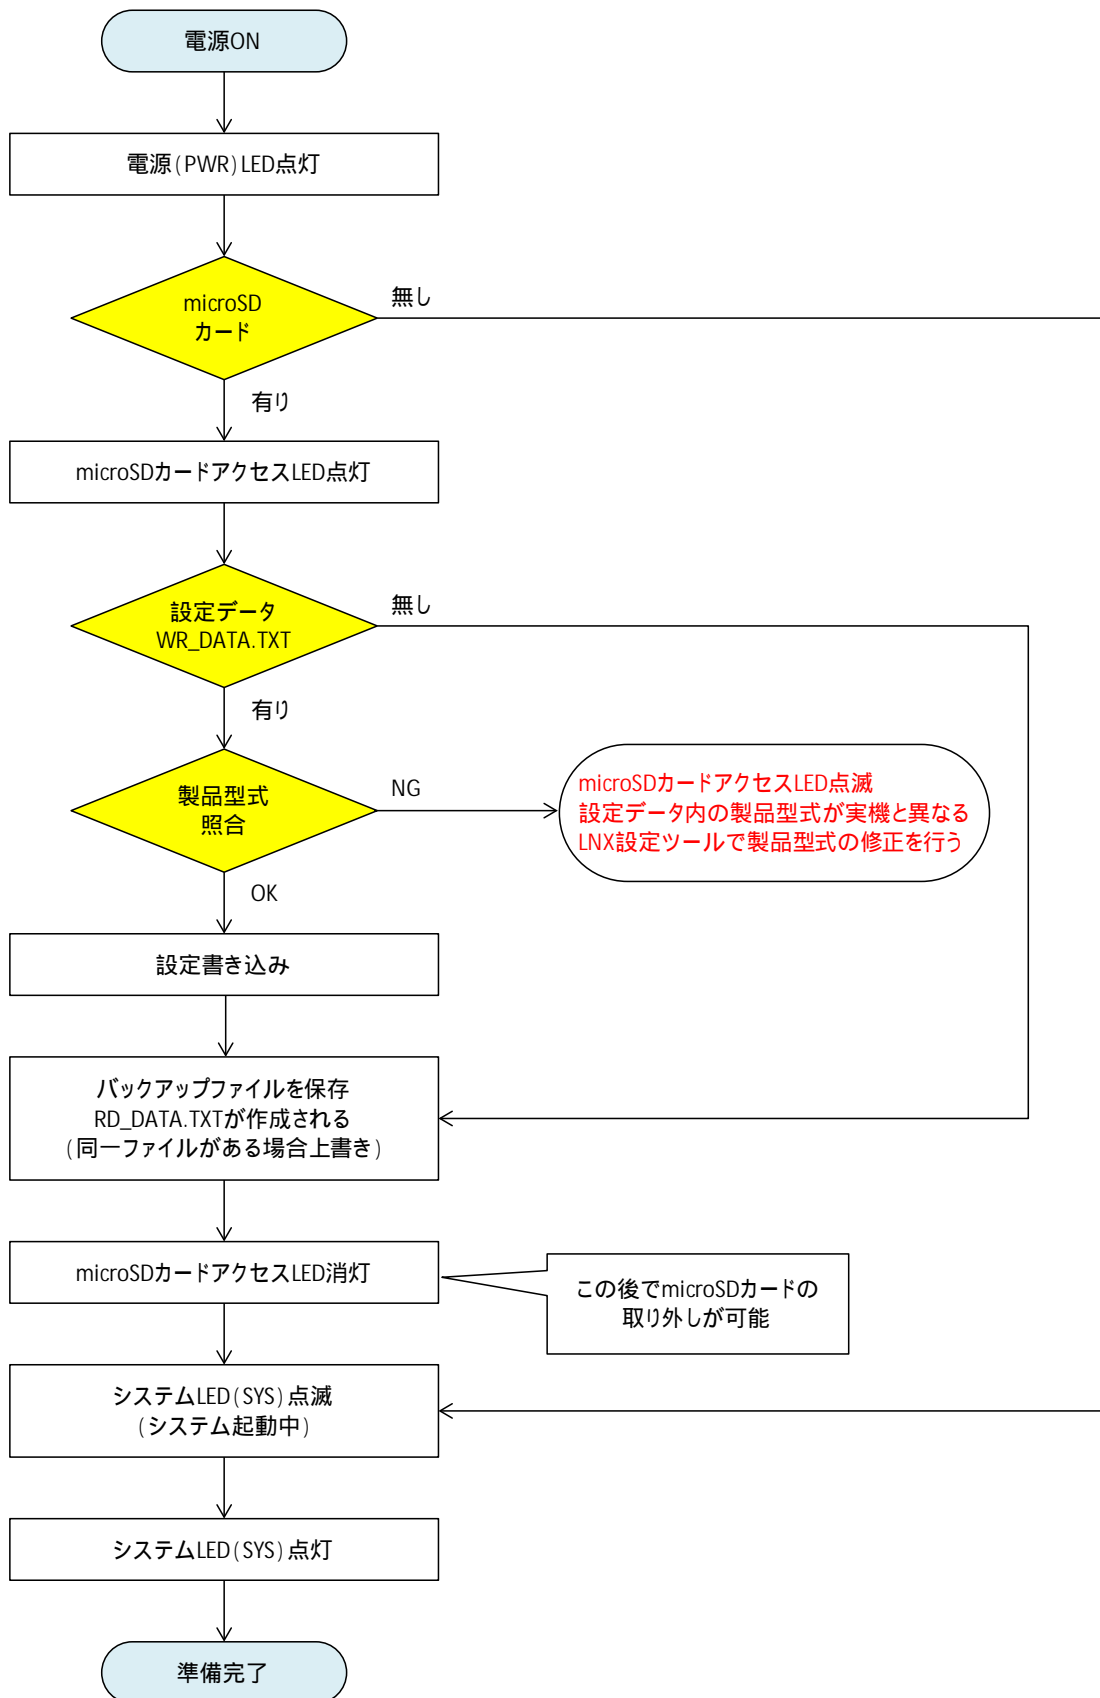 電源ON
電源(PWR)LED点灯
microSD
カード
無し
有り
microSDカードアクセスLED点灯
設定データ
WR_DATA.TXT
無し
有り
製品型式
照合
NG
microSDカードアクセスLED点滅
設定データ内の製品型式が実機と異なる
LNX設定ツールで製品型式の修正を行う
OK
設定書き込み
バックアップファイルを保存
RD_DATA.TXTが作成される
(同一ファイルがある場合上書き)
microSDカードアクセスLED消灯
この後でmicroSDカードの
取り外しが可能
システムLED(SYS)点滅
(システム起動中)
システムLED(SYS)点灯
準備完了